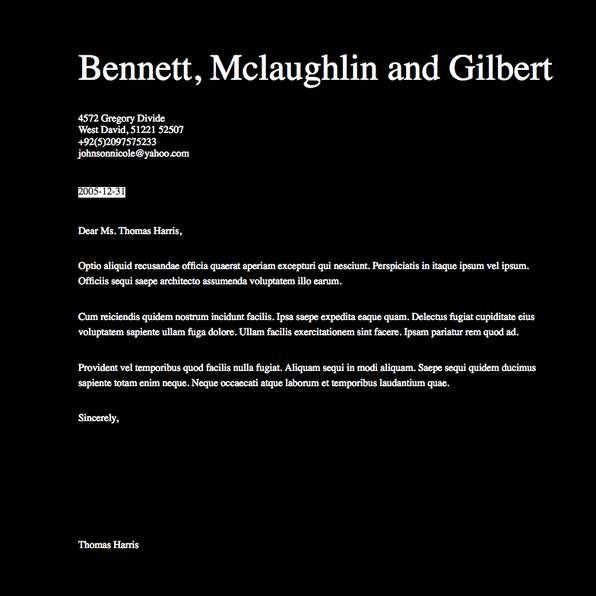 Bennett, Mclaughlin and Gilbert
4572 Gregory Divide
West David, 51221 52507
+92(5)2097575233
johnsonnicole@yahoo.com
2005-12-31
Dear Ms. Thomas Harris,
Optio aliquid recusandae officia quaerat aperiam excepturi qui nesciunt. Perspiciatis in itaque ipsum vel ipsum.
Officiis sequi saepe architecto assumenda voluptatem illo earum.
Cum reiciendis quidem nostrum incidunt facilis. Ipsa saepe expedita eaque quam. Delectus fugiat cupiditate eius
voluptatem sapiente ullam fuga dolore. Ullam facilis exercitationem sint facere. Ipsam pariatur rem quod ad.
Provident vel temporibus quod facilis nulla fugiat. Aliquam sequi in modi aliquam. Saepe sequi quidem ducimus
sapiente totam enim neque. Neque occaecati atque laborum et temporibus laudantium quae.
Sincerely,
Thomas Harris